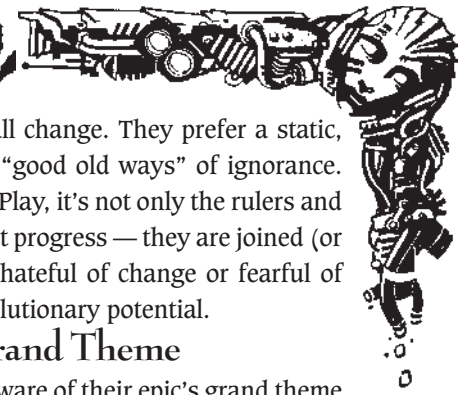 all change. They prefer a static,
“good old ways” of ignorance.
Play, it’s not only the rulers and
t progress — they are joined (or
hateful of change or fearful of
lutionary potential.
rand Theme
ware of their epic’s grand theme